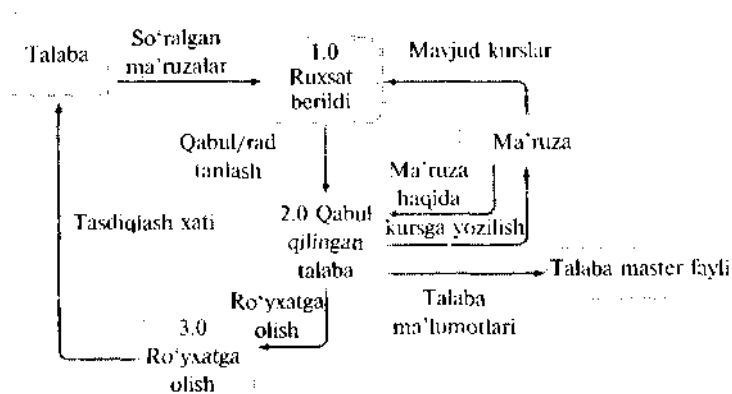 Talaba
So‘ralgan
ma’ruzalar
1.0
Ruxsat
berildi
Mavjud kurslar
Qabul/rad
tanlash
Ma’ruza
Ma’ruza
haqida
kursga yozilish
Tasdiqlash xati
2.0 Qabul
qilingan
talaba
Talaba master fayli
Talaba
ma’lumotlari
Ro‘yxatga
olish
3.0
Ro‘yxatga
olish